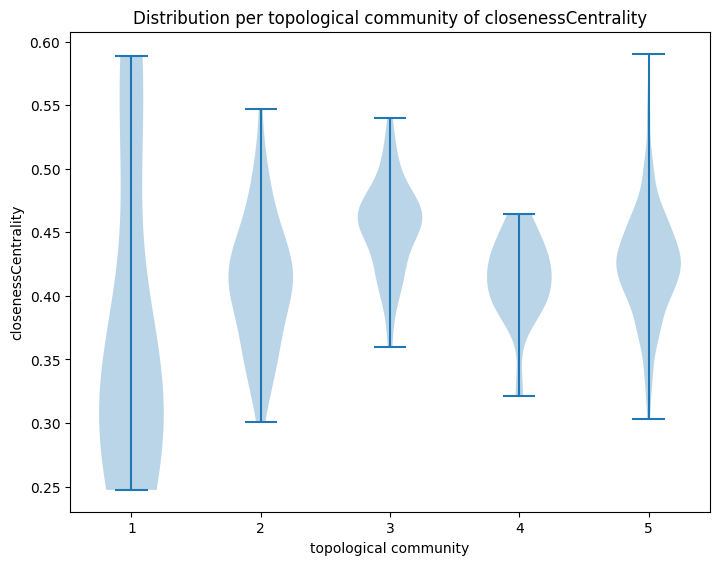 Distribution per topological community of closenessCentrality
closenessCentrality
0.60
0.55
0.50
0.45
0.40
0.35
0.30
0.25
1 2 3 4 5
topological community